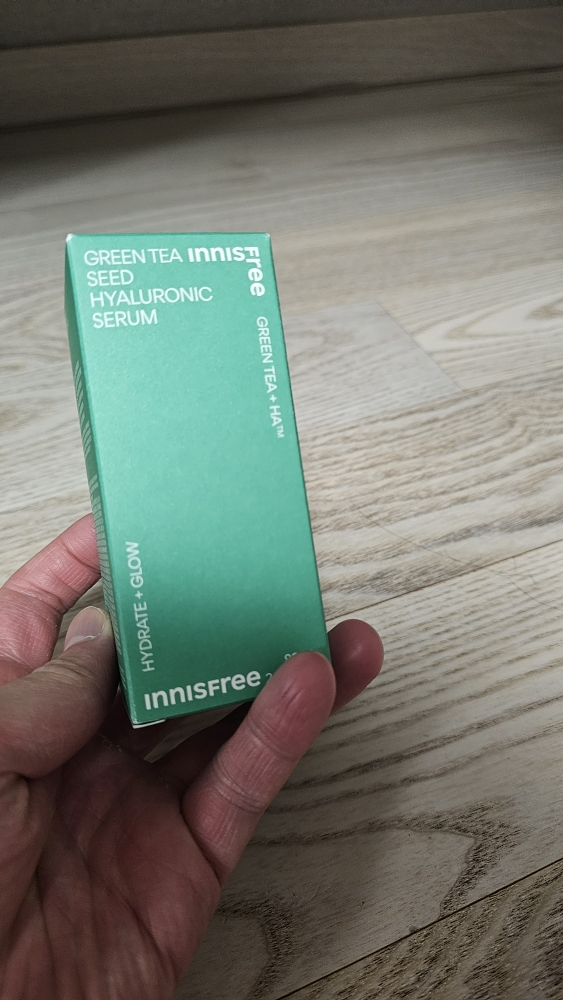 GREEN TEA
SEED
HYALURONIC
SERUM
innisfree
GREEN TEA + HA™
HYDRATE + GLOW
innisfree